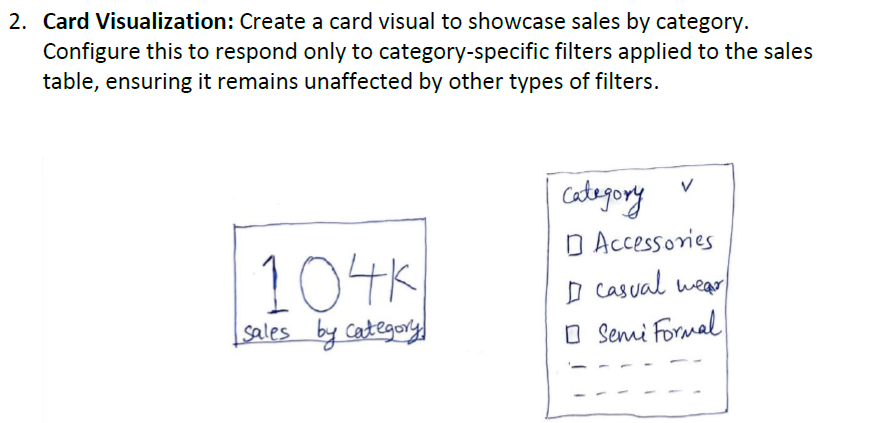 2. Card Visualization: Create a card visual to showcase sales by category.
Configure this to respond only to category-specific filters applied to the sales
table, ensuring it remains unaffected by other types of filters.
104K
sales by category
Category ∨
Accessories
casual wear
Semi Formal